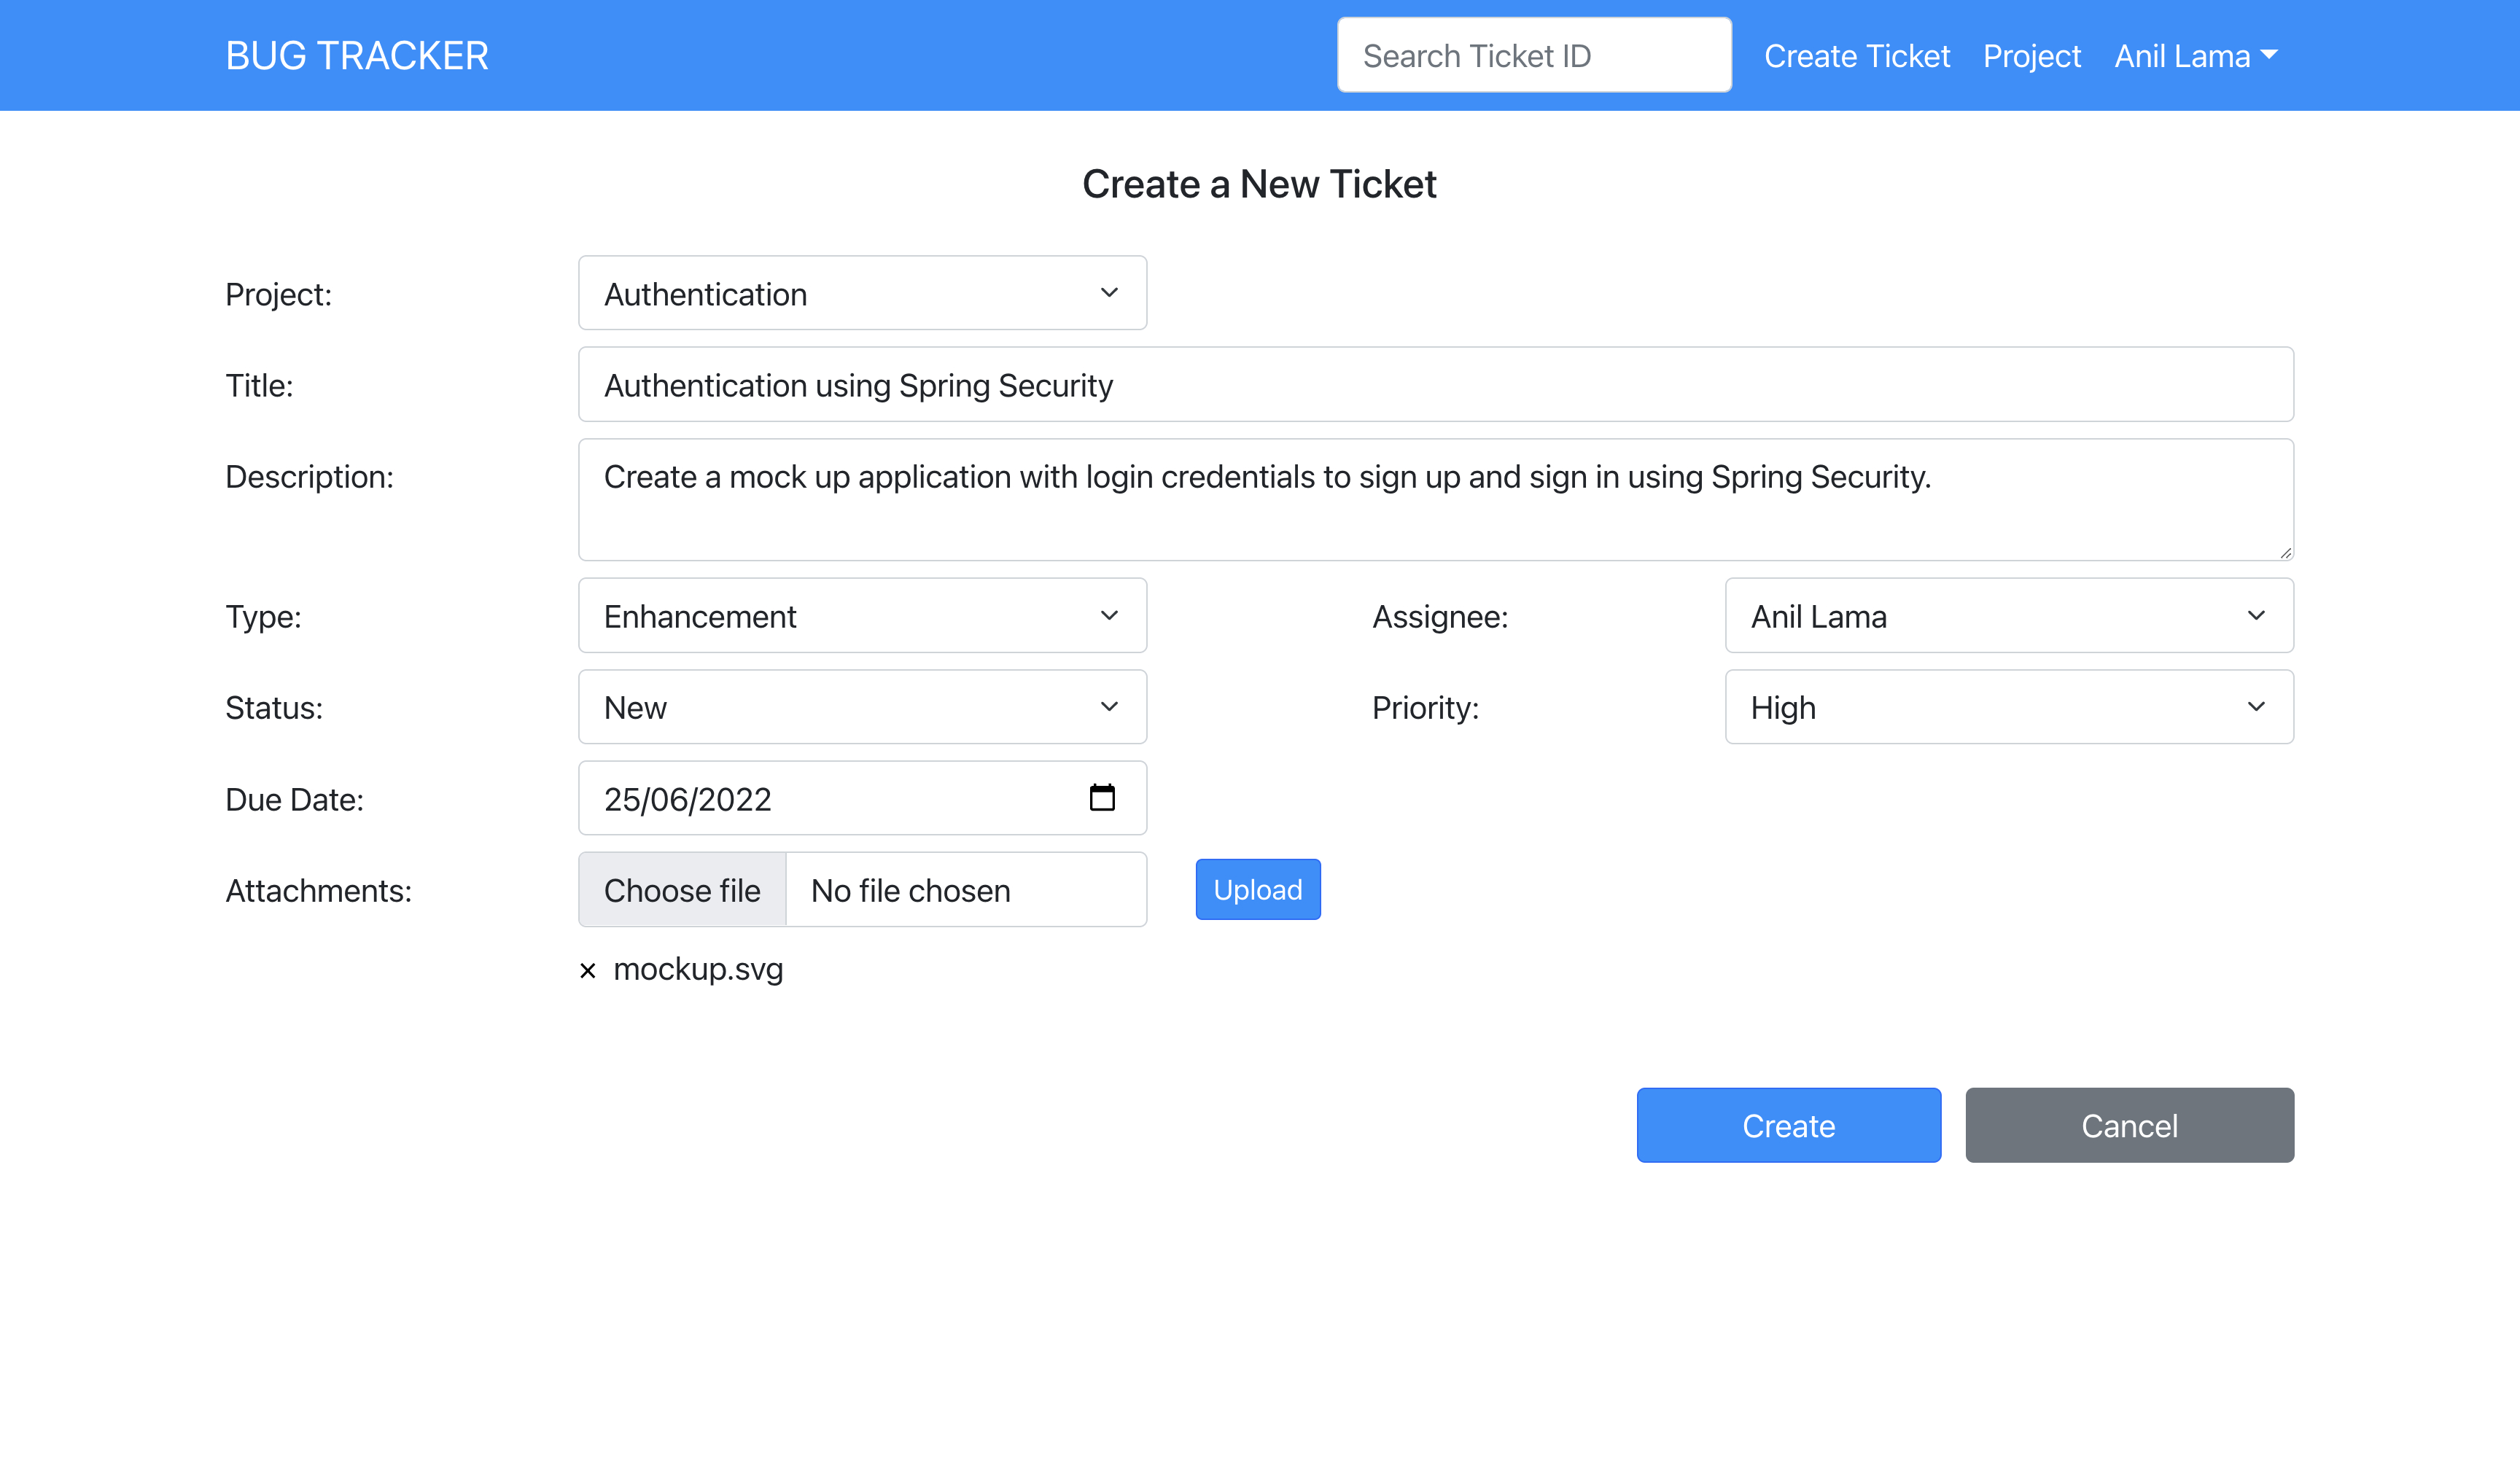 BUG TRACKER
Search Ticket ID
Create Ticket
Project
Anil Lama
Create a New Ticket
Project:
Authentication
Title:
Authentication using Spring Security
Description:
Create a mock up application with login credentials to sign up and sign in using Spring Security.
Type:
Enhancement
Assignee:
Anil Lama
Status:
New
Priority:
High
Due Date:
25/06/2022
Attachments:
Choose file
No file chosen
Upload
× mockup.svg
Create
Cancel